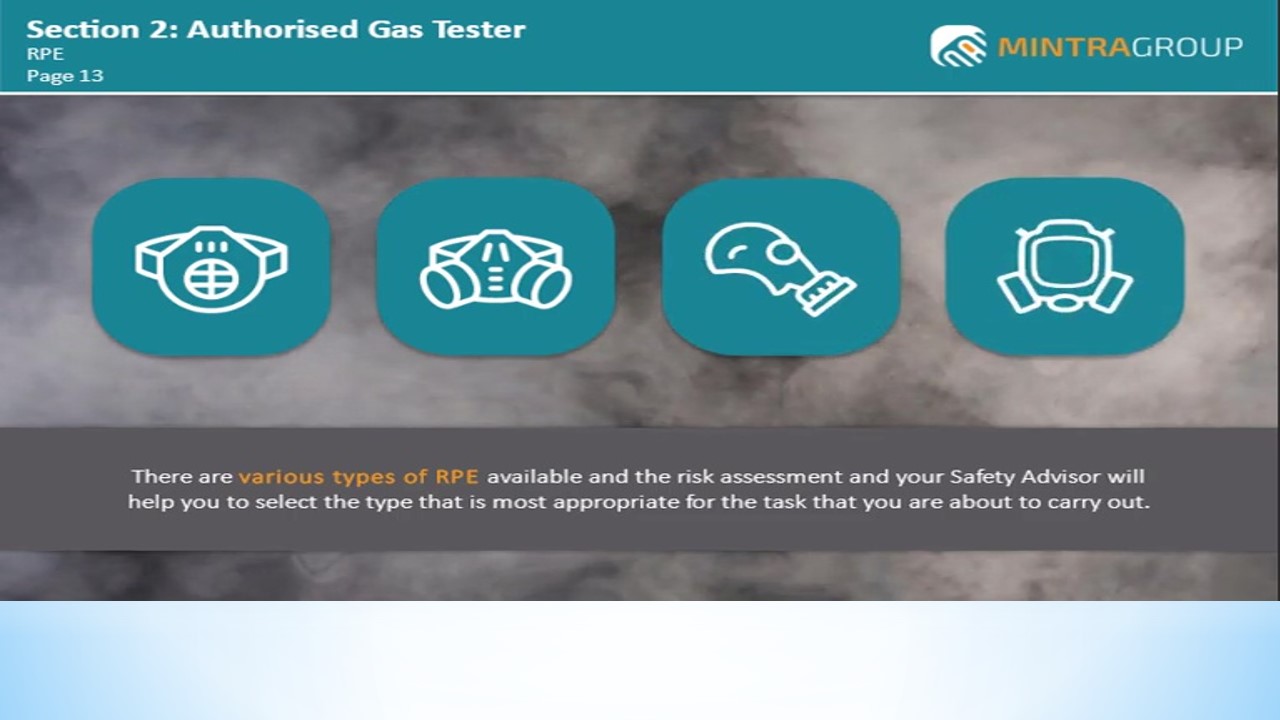 Section 2: Authorised Gas Tester
RPE
Page 13
MINTRAGROUP
There are various types of RPE available and the risk assessment and your Safety Advisor will
help you to select the type that is most appropriate for the task that you are about to carry out.